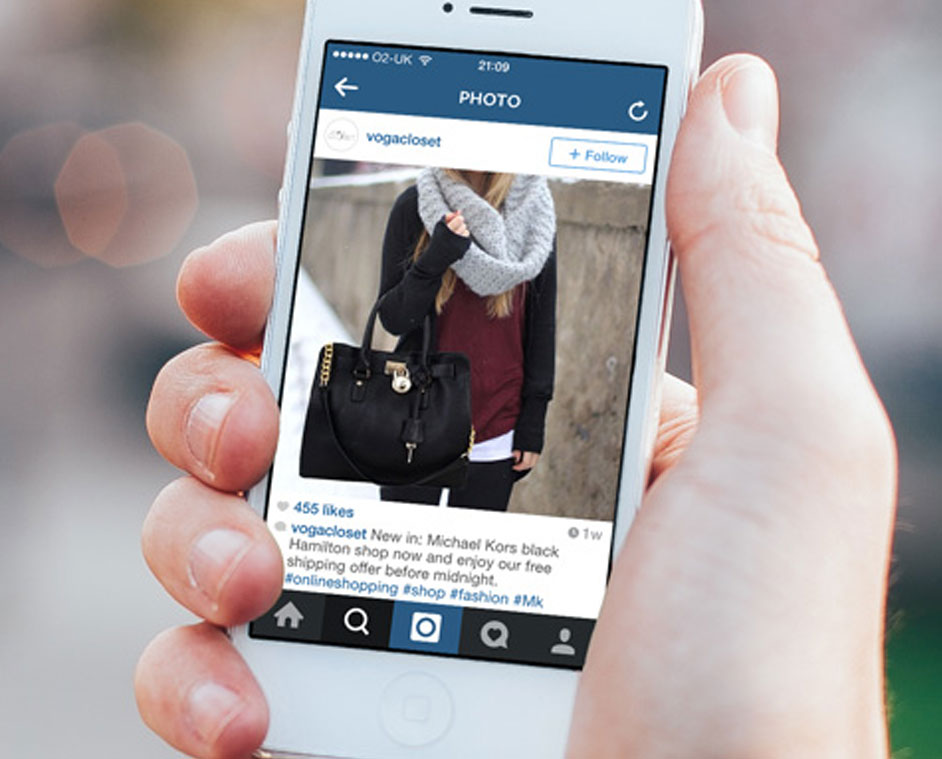 O2-UK 21:09
PHOTO
vogacloset
+ Follow
455 likes 1w
vogacloset New in: Michael Kors black
Hamilton shop now and enjoy our free
shipping offer before midnight.
#onlineshopping #shop #fashion #Mk